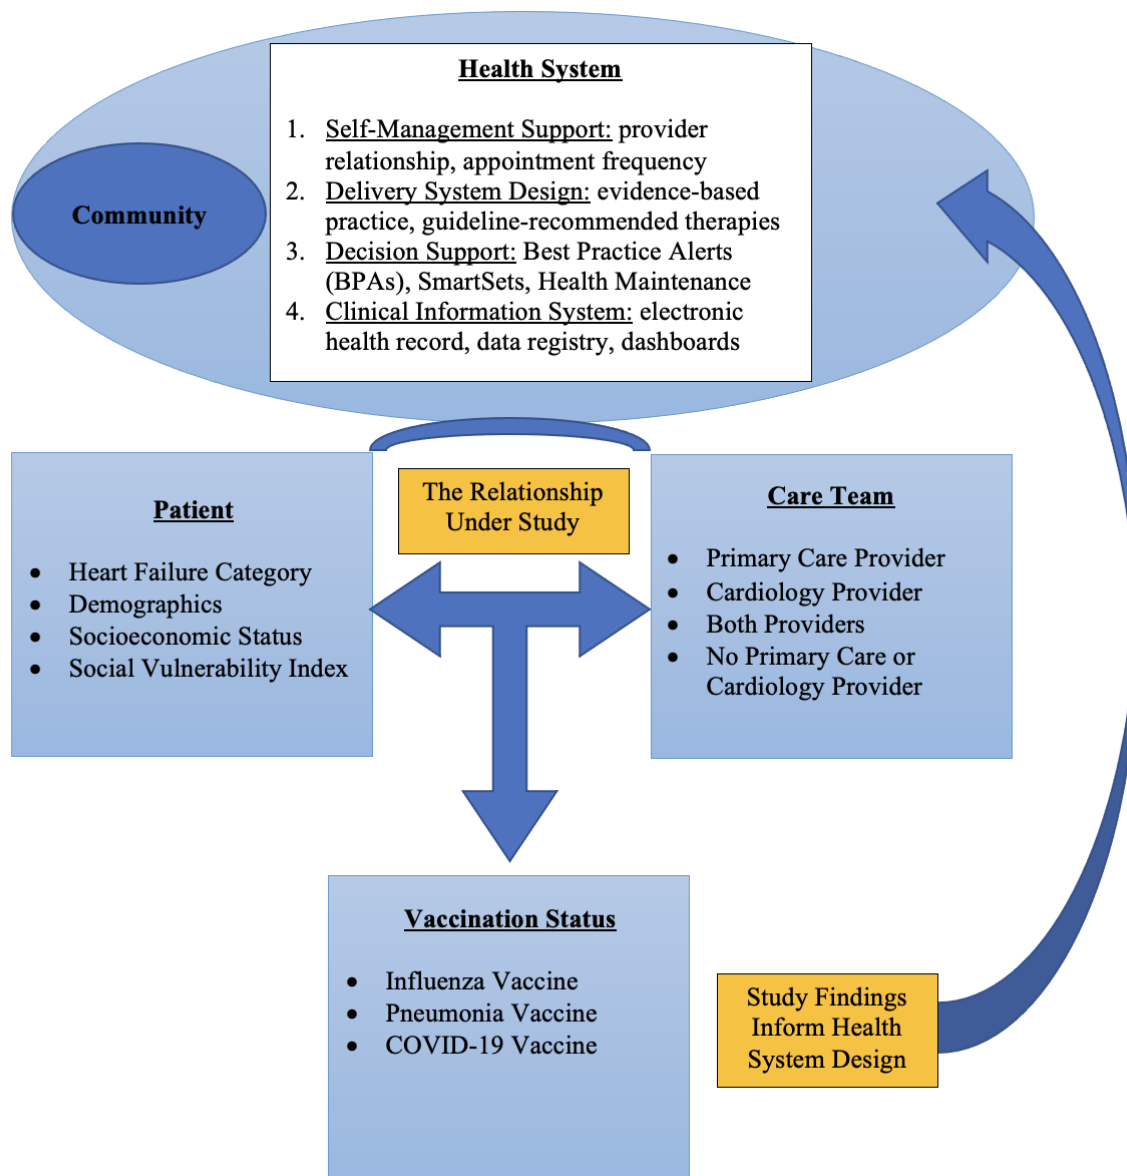 Health System
1. Self-Management Support: provider
relationship, appointment frequency
2. Delivery System Design: evidence-based
practice, guideline-recommended therapies
3. Decision Support: Best Practice Alerts
(BPAs), SmartSets, Health Maintenance
4. Clinical Information System: electronic
health record, data registry, dashboards
Community
Patient
• Heart Failure Category
• Demographics
• Socioeconomic Status
• Social Vulnerability Index
The Relationship
Under Study
Care Team
• Primary Care Provider
• Cardiology Provider
• Both Providers
• No Primary Care or
Cardiology Provider
Vaccination Status
• Influenza Vaccine
• Pneumonia Vaccine
• COVID-19 Vaccine
Study Findings
Inform Health
System Design